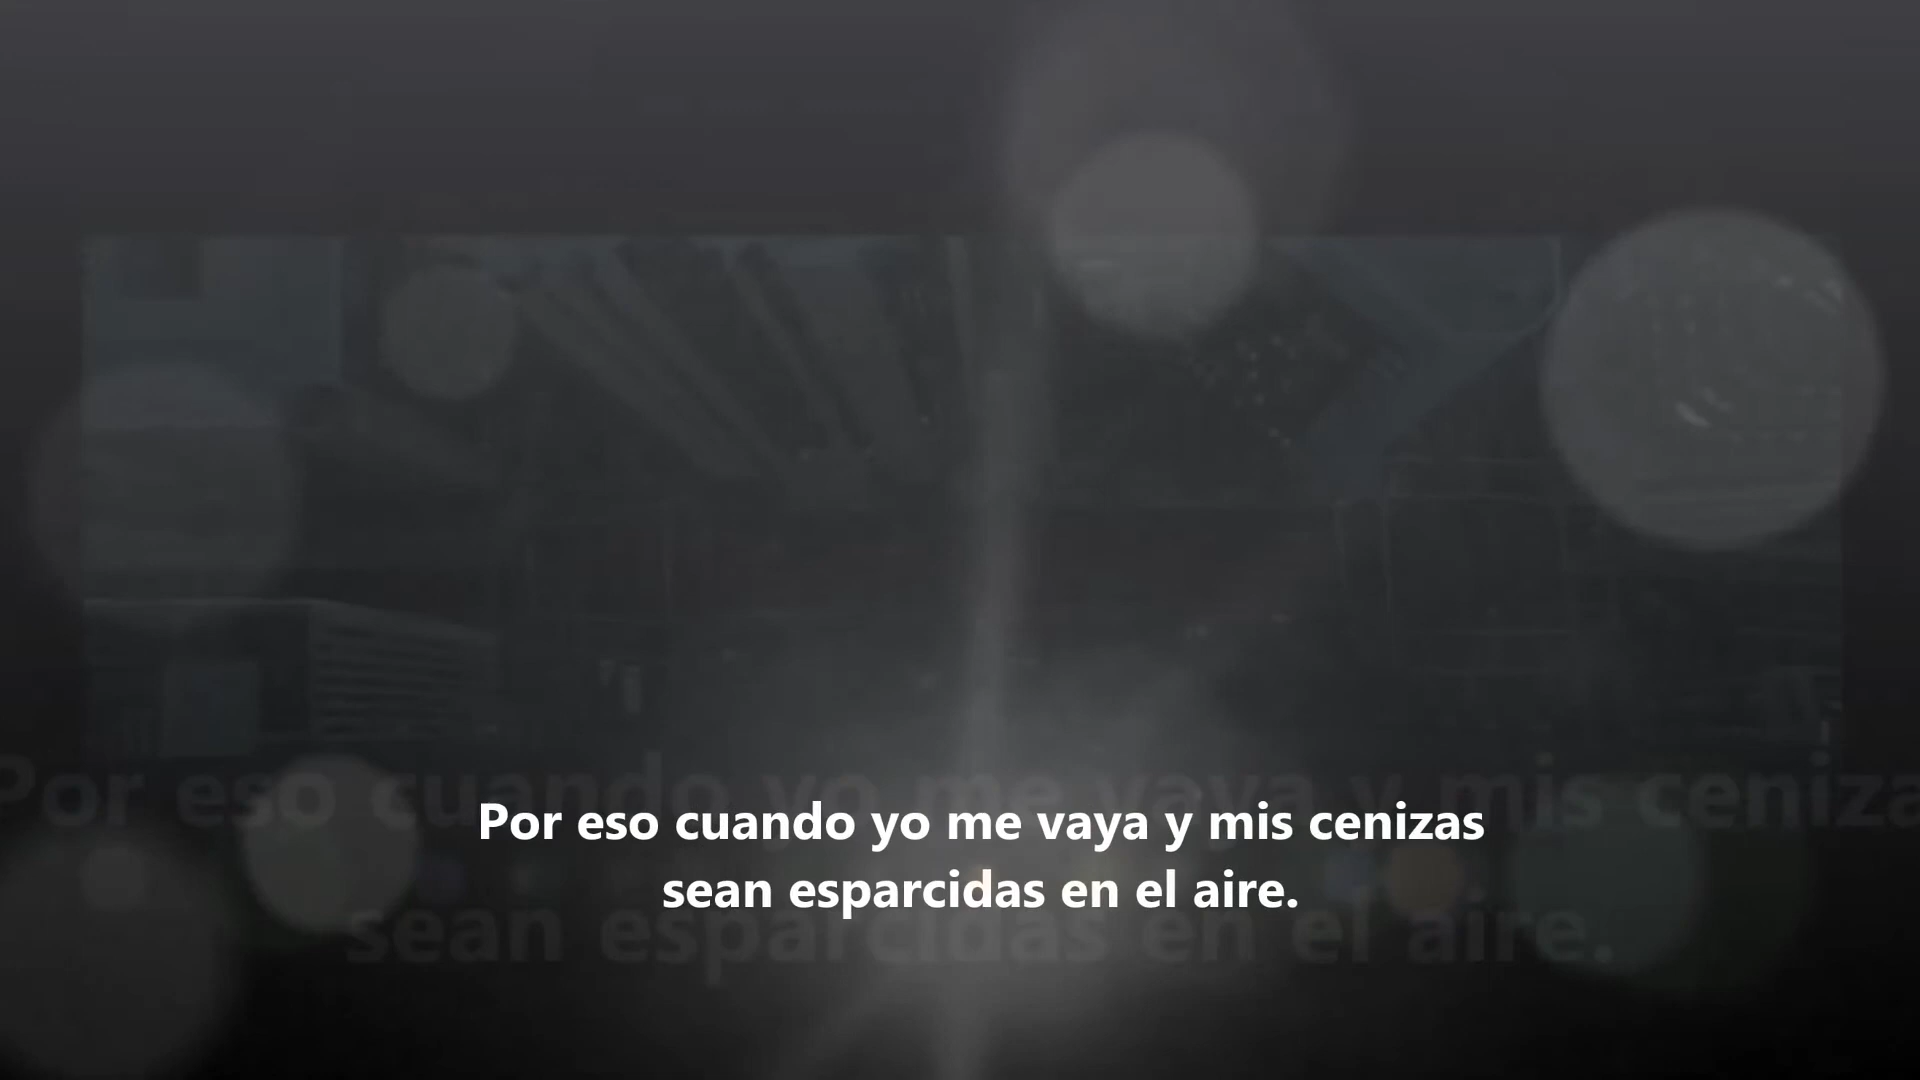 Por eso cuando yo me vaya y mis cenizas
sean esparcidas en el aire.